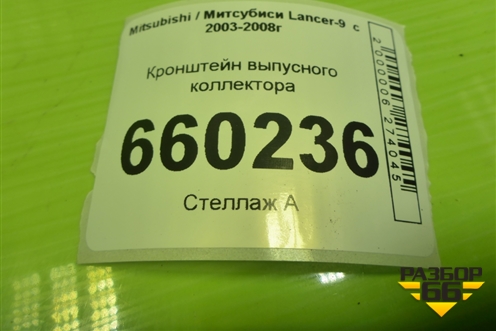 Mitsubishi / Митсубиси Lancer-9 с
2003-2008г
Кронштейн выпусного
коллектора
660236
Стеллаж А
2000006274045
РАЗБОР
66